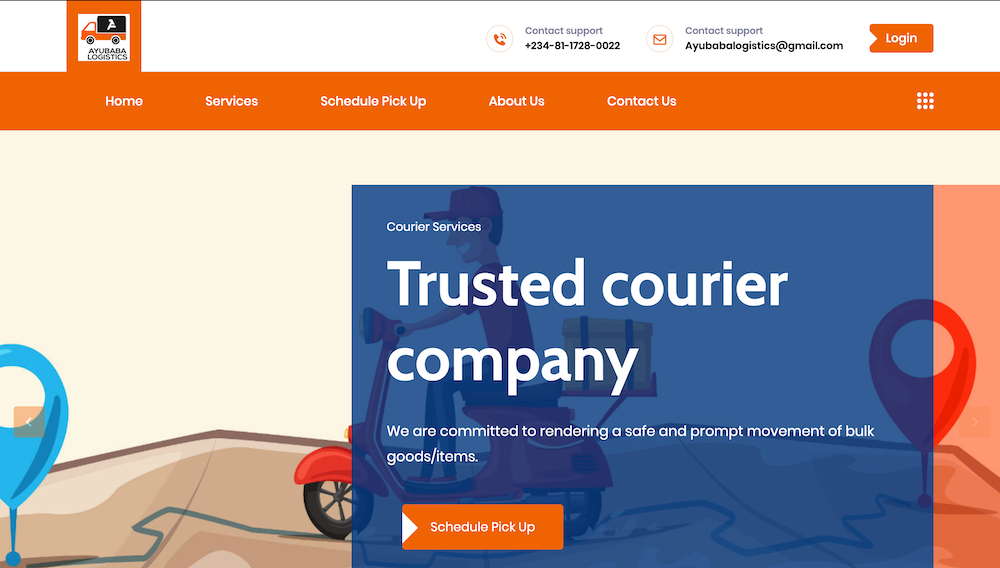 AYUBABA
LOGISTICS
Contact support
+234-81-1728-0022
Contact support
Ayubabalogistics@gmail.com
Login
Home
Services
Schedule Pick Up
About Us
Contact Us
Courier Services
Trusted courier
company
We are committed to rendering a safe and prompt movement of bulk
goods/items.
Schedule Pick Up